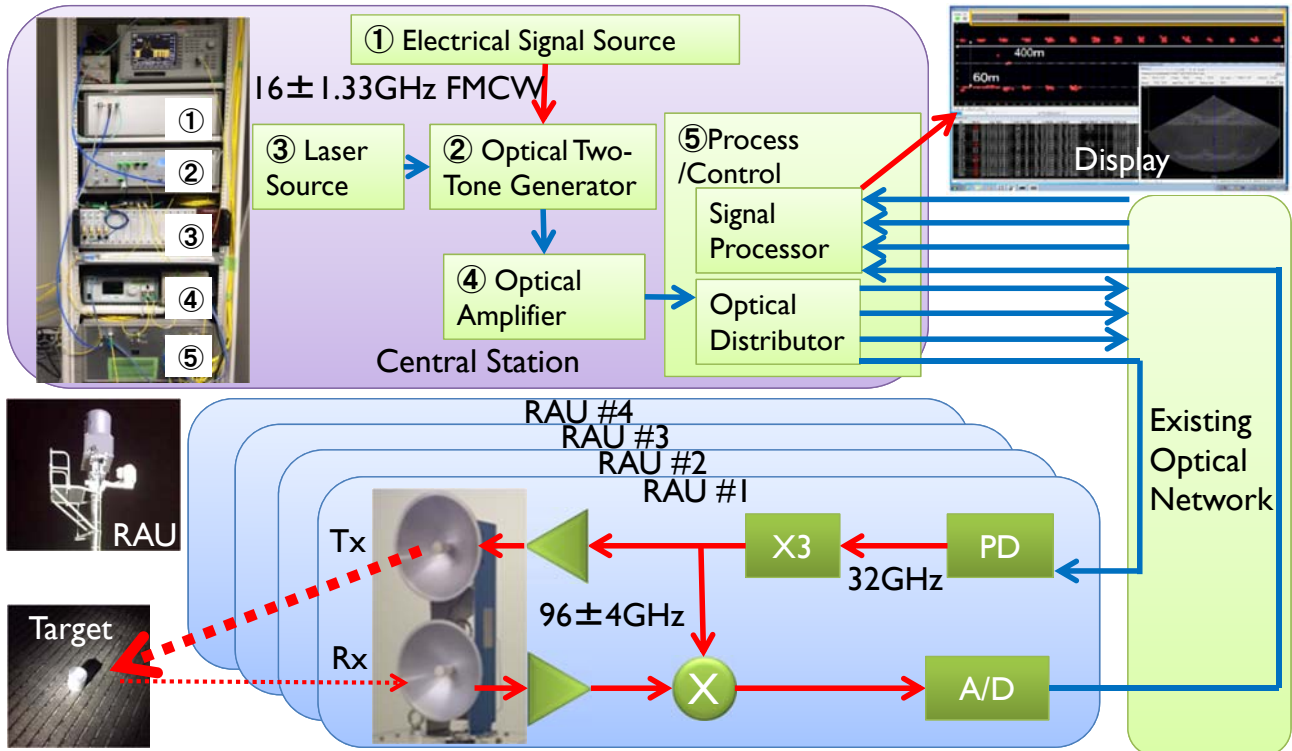 ① Electrical Signal Source
16±1.33GHz FMCW
①
②
③
④
⑤
③ Laser
Source
② Optical Two-
Tone Generator
④ Optical
Amplifier
⑤Process
/Control
Signal
Processor
Optical
Distributor
Central Station
400m
60m
Display
Existing
Optical
Network
RAU
RAU #4
RAU #3
RAU #2
RAU #1
Tx
X3
PD
32GHz
96±4GHz
Target
Rx
X
A/D